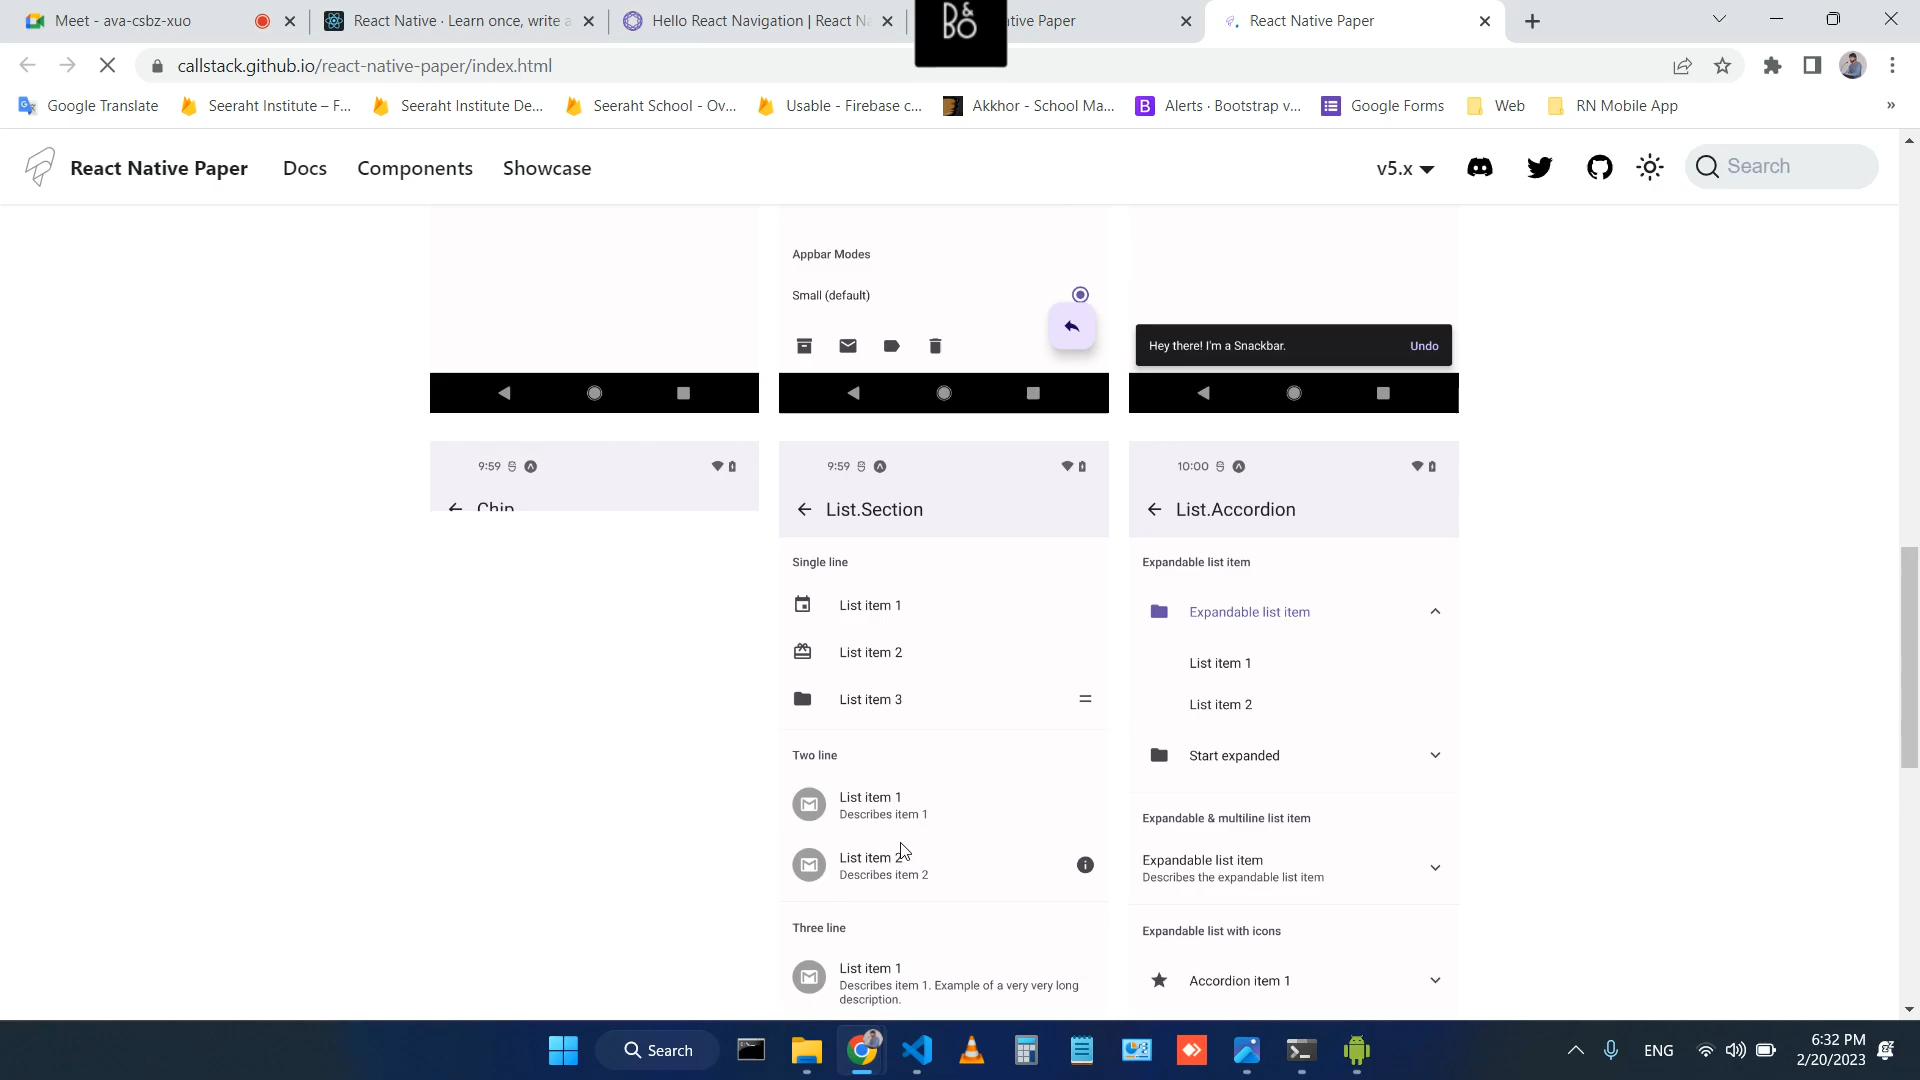 Meet - ava-csbz-xuo
React Native · Learn once, write a
Hello React Navigation | React Na
B&O
tive Paper
React Native Paper
callstack.github.io/react-native-paper/index.html
Google Translate
Seeraht Institute – F...
Seeraht Institute De...
Seeraht School - Ov...
Usable - Firebase c...
Akkhor - School Ma...
B
Alerts · Bootstrap v...
Google Forms
Web
RN Mobile App
»
React Native Paper
Docs
Components
Showcase
v5.x
Search
Appbar Modes
Small (default)
Hey there! I'm a Snackbar.
Undo
9:59
Chip
9:59
List.Section
Single line
List item 1
List item 2
List item 3
Two line
List item 1
Describes item 1
List item 2
Describes item 2
Three line
List item 1
Describes item 1. Example of a very very long
description.
10:00
List.Accordion
Expandable list item
Expandable list item
List item 1
List item 2
Start expanded
Expandable & multiline list item
Expandable list item
Describes the expandable list item
Expandable list with icons
Accordion item 1
Search
ENG
6:32 PM
2/20/2023